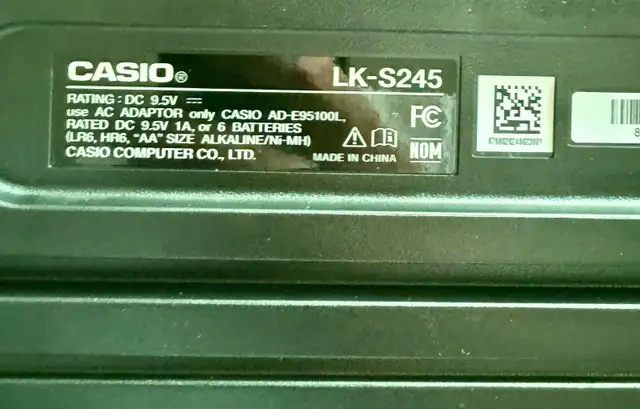 CASIO® LK-S245
RATING : DC 9.5V ⎓
use AC ADAPTOR only CASIO AD-E95100L,
RATED DC 9.5V 1A, or 6 BATTERIES
(LR6, HR6, "AA" SIZE ALKALINE/Ni-MH)
CASIO COMPUTER CO., LTD.
MADE IN CHINA
FC
NOM
8